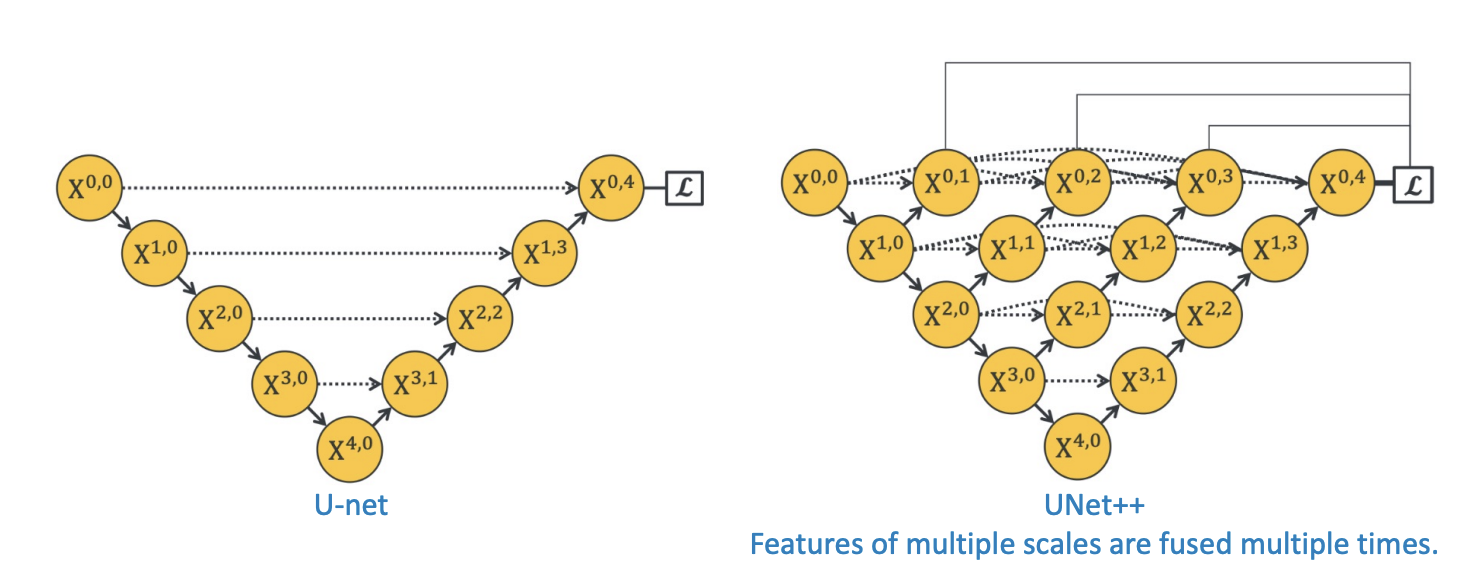 X^{0,0}
X^{0,4}
ℒ
X^{1,0}
X^{1,3}
X^{2,0}
X^{2,2}
X^{3,0}
X^{3,1}
X^{4,0}
U-net
X^{0,0}
X^{0,1}
X^{0,2}
X^{0,3}
X^{0,4}
ℒ
X^{1,0}
X^{1,1}
X^{1,2}
X^{1,3}
X^{2,0}
X^{2,1}
X^{2,2}
X^{3,0}
X^{3,1}
X^{4,0}
UNet++
Features of multiple scales are fused multiple times.